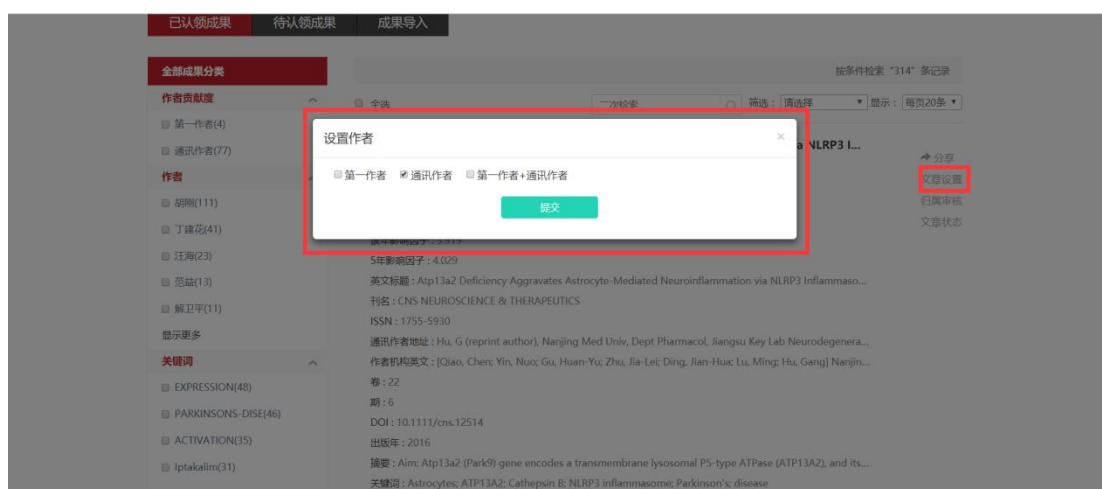 已认领成果 待认领成果 成果导入
全部成果分类
按条件检索 "314" 条记录
作者贡献度
全选 二次检索 筛选： 请选择 显示： 每页20条
第一作者(4)
设置作者 ×
a NLRP3 I...
通讯作者(77)
分享
作者
第一作者 通讯作者 第一作者+通讯作者
文章设置
胡刚(111)
提交
归属审核
丁建花(41)
文章状态
汪海(23)
5年影响因子：4.029
范益(13)
英文标题：Atp13a2 Deficiency Aggravates Astrocyte-Mediated Neuroinflammation via NLRP3 Inflammaso...
刊名：CNS NEUROSCIENCE & THERAPEUTICS
解卫平(11)
ISSN：1755-5930
显示更多
通讯作者地址：Hu, G (reprint author), Nanjing Med Univ, Dept Pharmacol, Jiangsu Key Lab Neurodegenera...
关键词
作者机构英文：[Qiao, Chen; Yin, Nuo; Gu, Huan-Yu; Zhu, Jia-Lei; Ding, Jian-Hua; Lu, Ming; Hu, Gang] Nanjin...
EXPRESSION(48)
卷：22
期：6
PARKINSONS-DISE(46)
DOI：10.1111/cns.12514
ACTIVATION(35)
出版年：2016
Iptakalim(31)
摘要：Aim: Atp13a2 (Park9) gene encodes a transmembrane lysosomal P5-type ATPase (ATP13A2), and its...
关键词：Astrocytes; ATP13A2; Cathepsin B; NLRP3 inflammasome; Parkinson's; disease